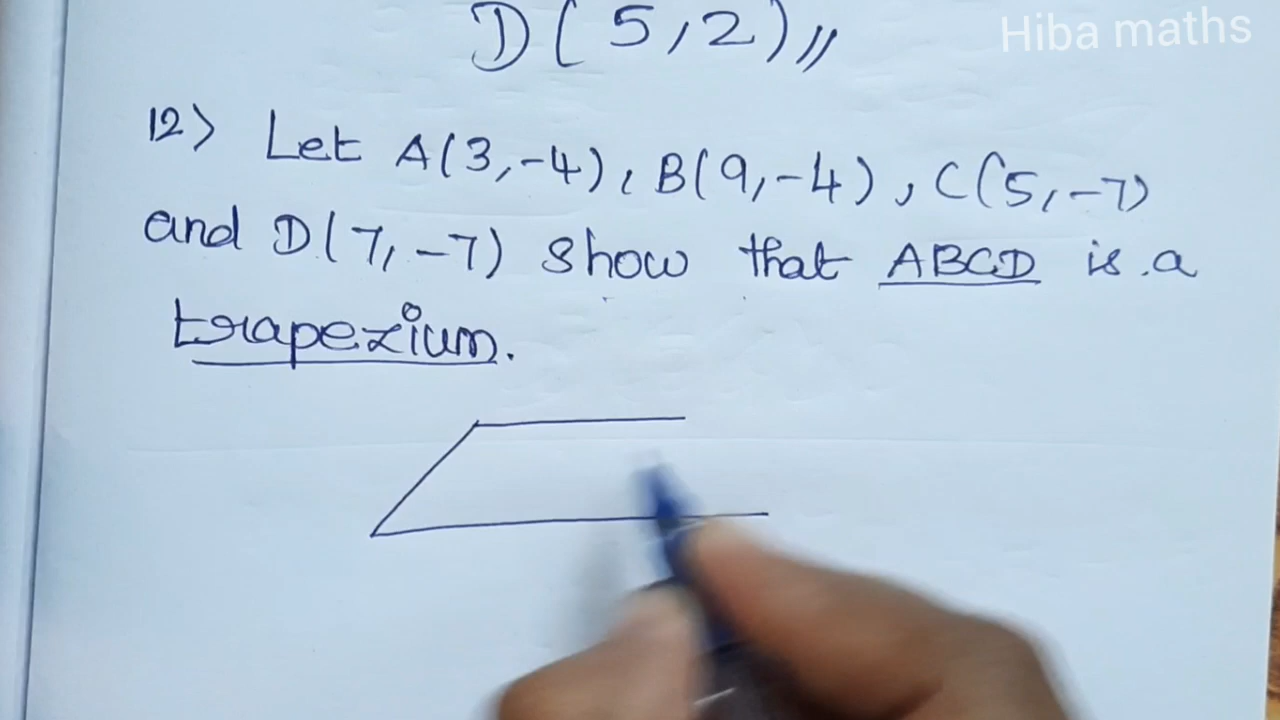 Hiba maths
D(5,2)//
12> Let A(3,-4), B(9,-4), C(5,-7)
and D(7,-7) show that ABCD is a
trapezium.